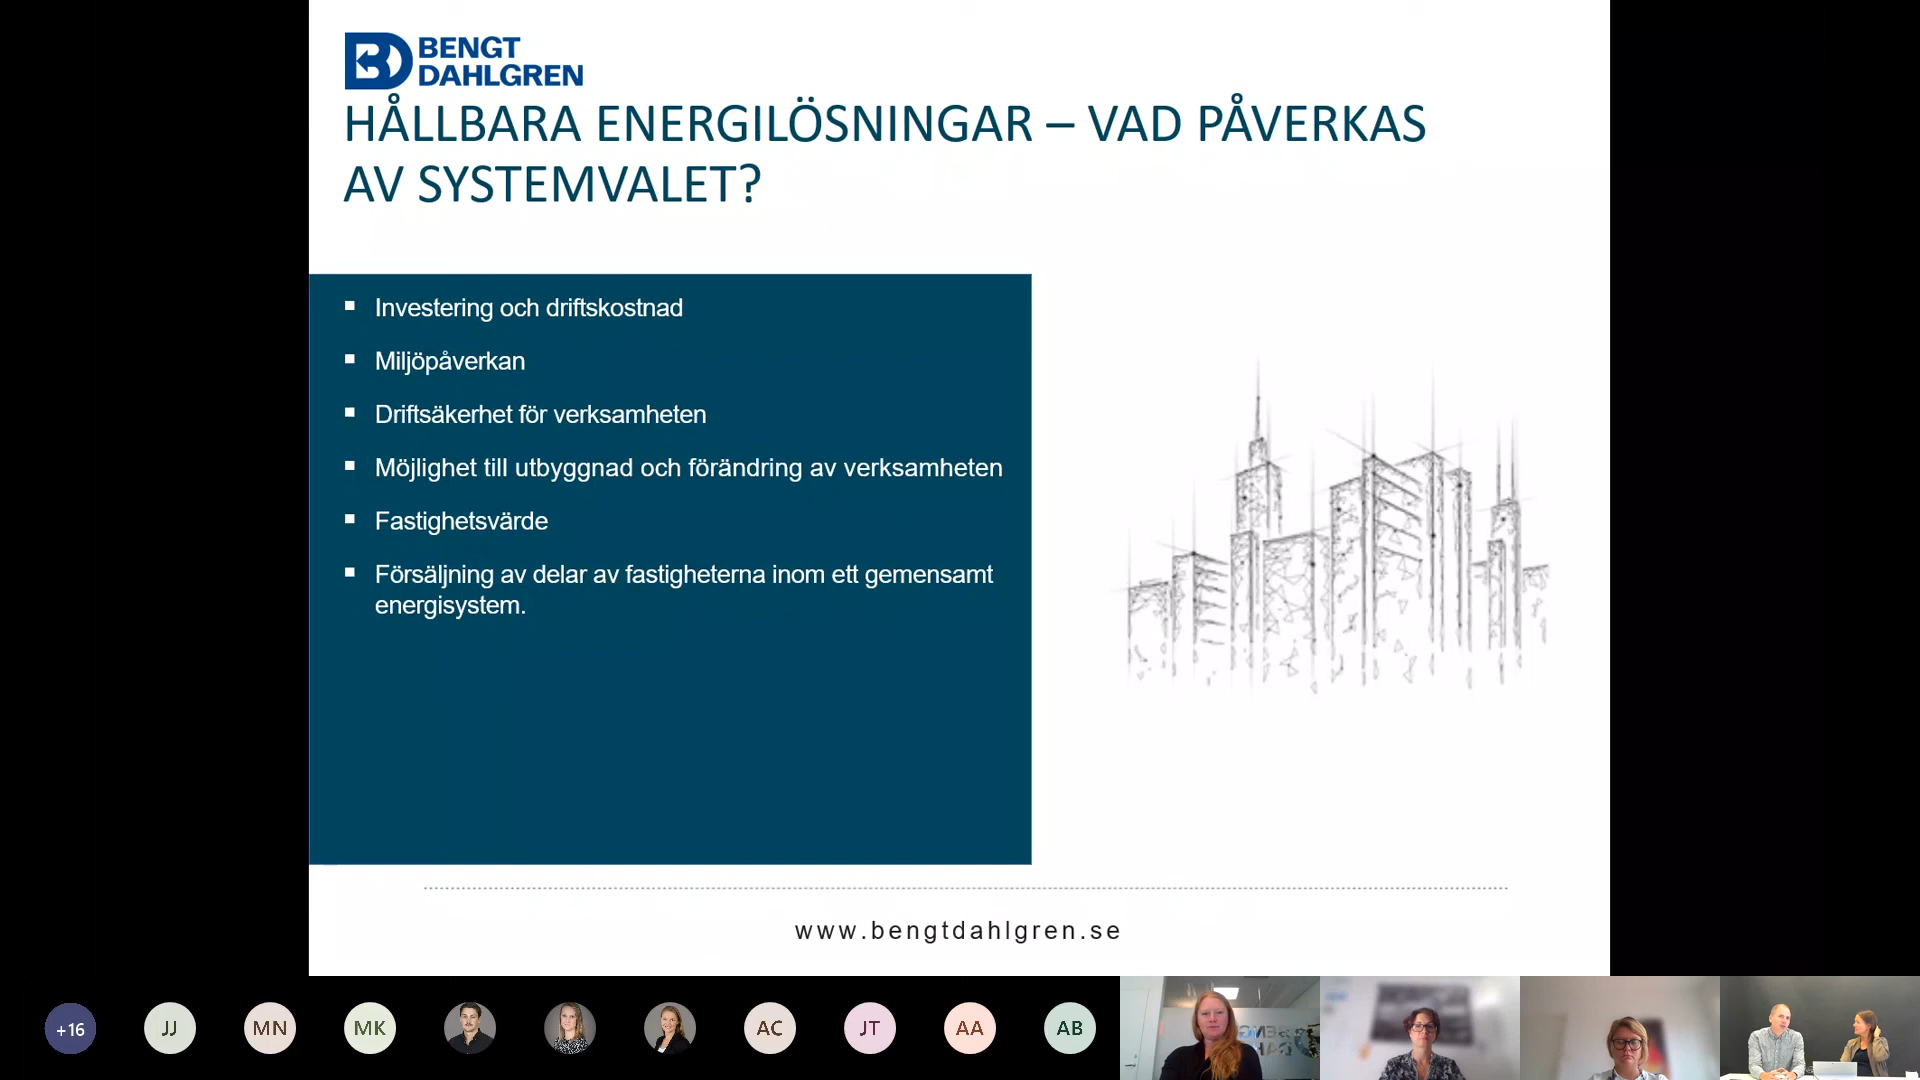 BENGT
DAHLGREN
HÅLLBARA ENERGILÖSNINGAR – VAD PÅVERKAS
AV SYSTEMVALET?
Investering och driftskostnad
Miljöpåverkan
Driftsäkerhet för verksamheten
Möjlighet till utbyggnad och förändring av verksamheten
Fastighetsvärde
Försäljning av delar av fastigheterna inom ett gemensamt
energisystem.
www.bengtdahlgren.se
+16
JJ
MN
MK
AC
JT
AA
AB